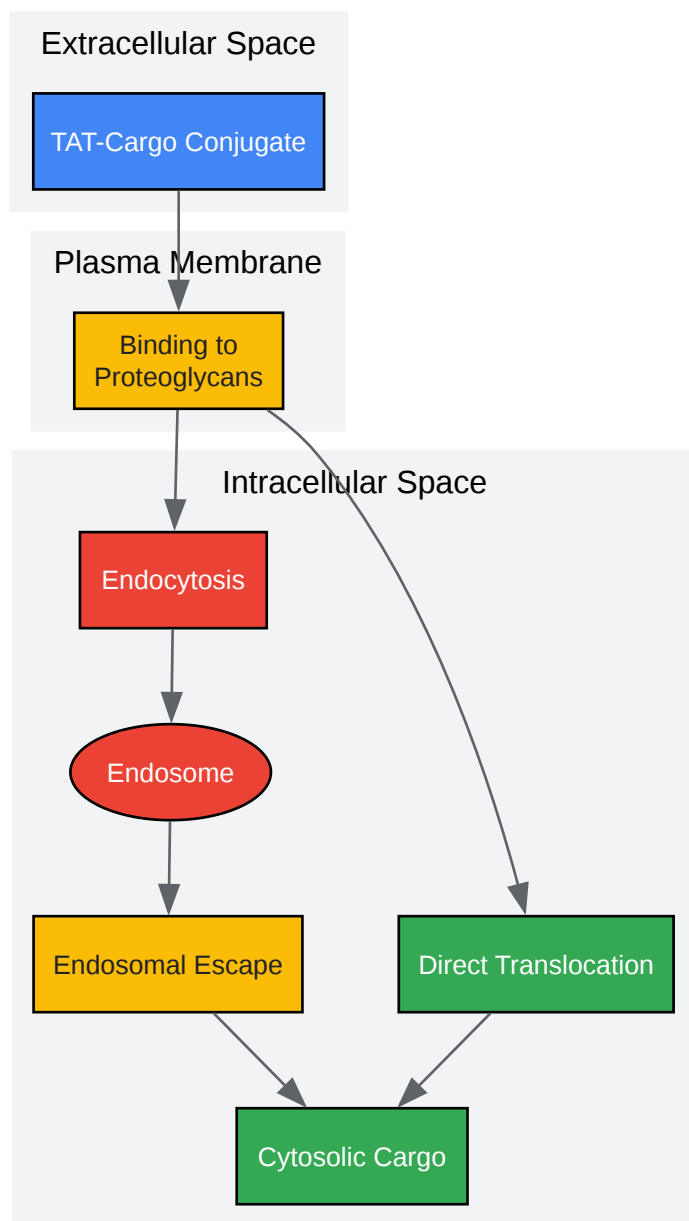 Extracellular Space
TAT-Cargo Conjugate
Plasma Membrane
Binding to
Proteoglycans
Intracellular Space
Endocytosis
Endosome
Endosomal Escape
Direct Translocation
Cytosolic Cargo